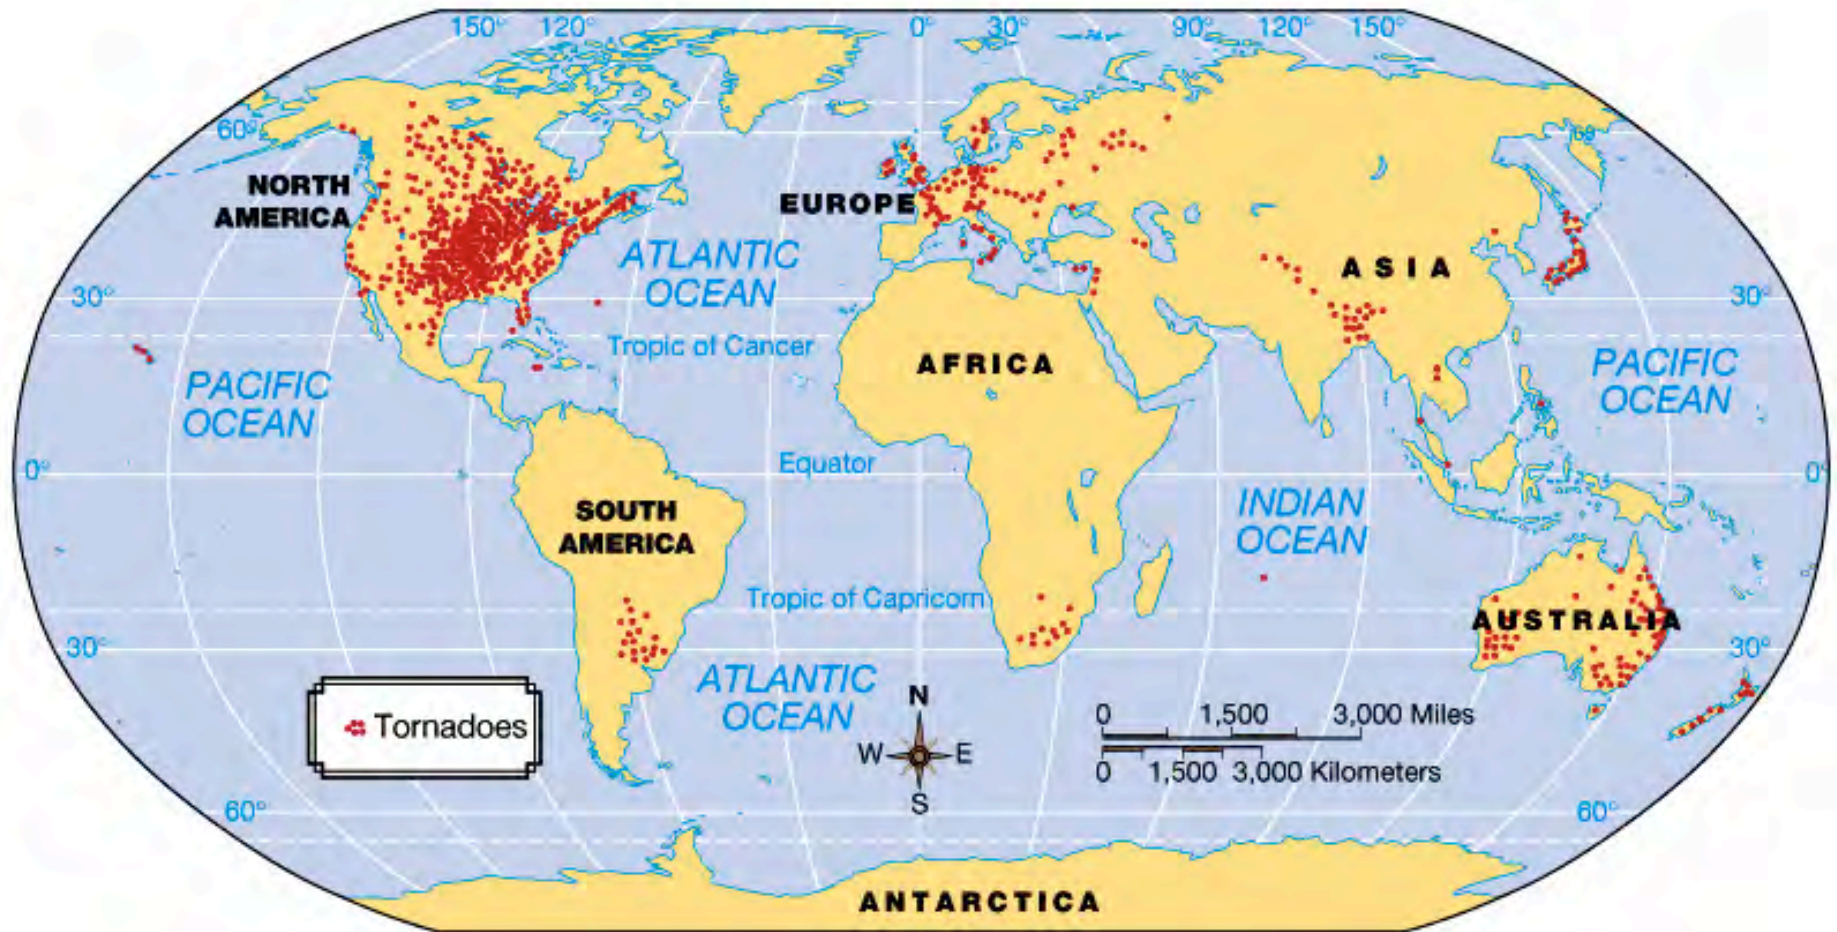 150° 120° 0° 30° 90° 120° 150°
60°
60
NORTH
AMERICA
EUROPE
ATLANTIC
OCEAN
ASIA
30°
30°
Tropic of Cancer
AFRICA
PACIFIC
OCEAN
PACIFIC
OCEAN
0°
Equator
0°
SOUTH
AMERICA
INDIAN
OCEAN
Tropic of Capricorn
AUSTRALIA
30°
30°
ATLANTIC
OCEAN
Tornadoes
N
W E
S
0 1,500 3,000 Miles
0 1,500 3,000 Kilometers
60°
60°
ANTARCTICA